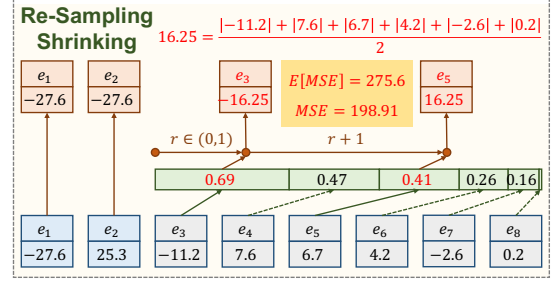 Re-Sampling
Shrinking
16.25 = |−11.2| + |7.6| + |6.7| + |4.2| + |−2.6| + |0.2| / 2
e₁ e₂ e₃ e₅
−27.6 −27.6 −16.25 16.25
E[MSE] = 275.6
MSE = 198.91
r ∈ (0,1) r + 1
0.69 0.47 0.41 0.26 0.16
e₁ e₂ e₃ e₄ e₅ e₆ e₇ e₈
−27.6 25.3 −11.2 7.6 6.7 4.2 −2.6 0.2